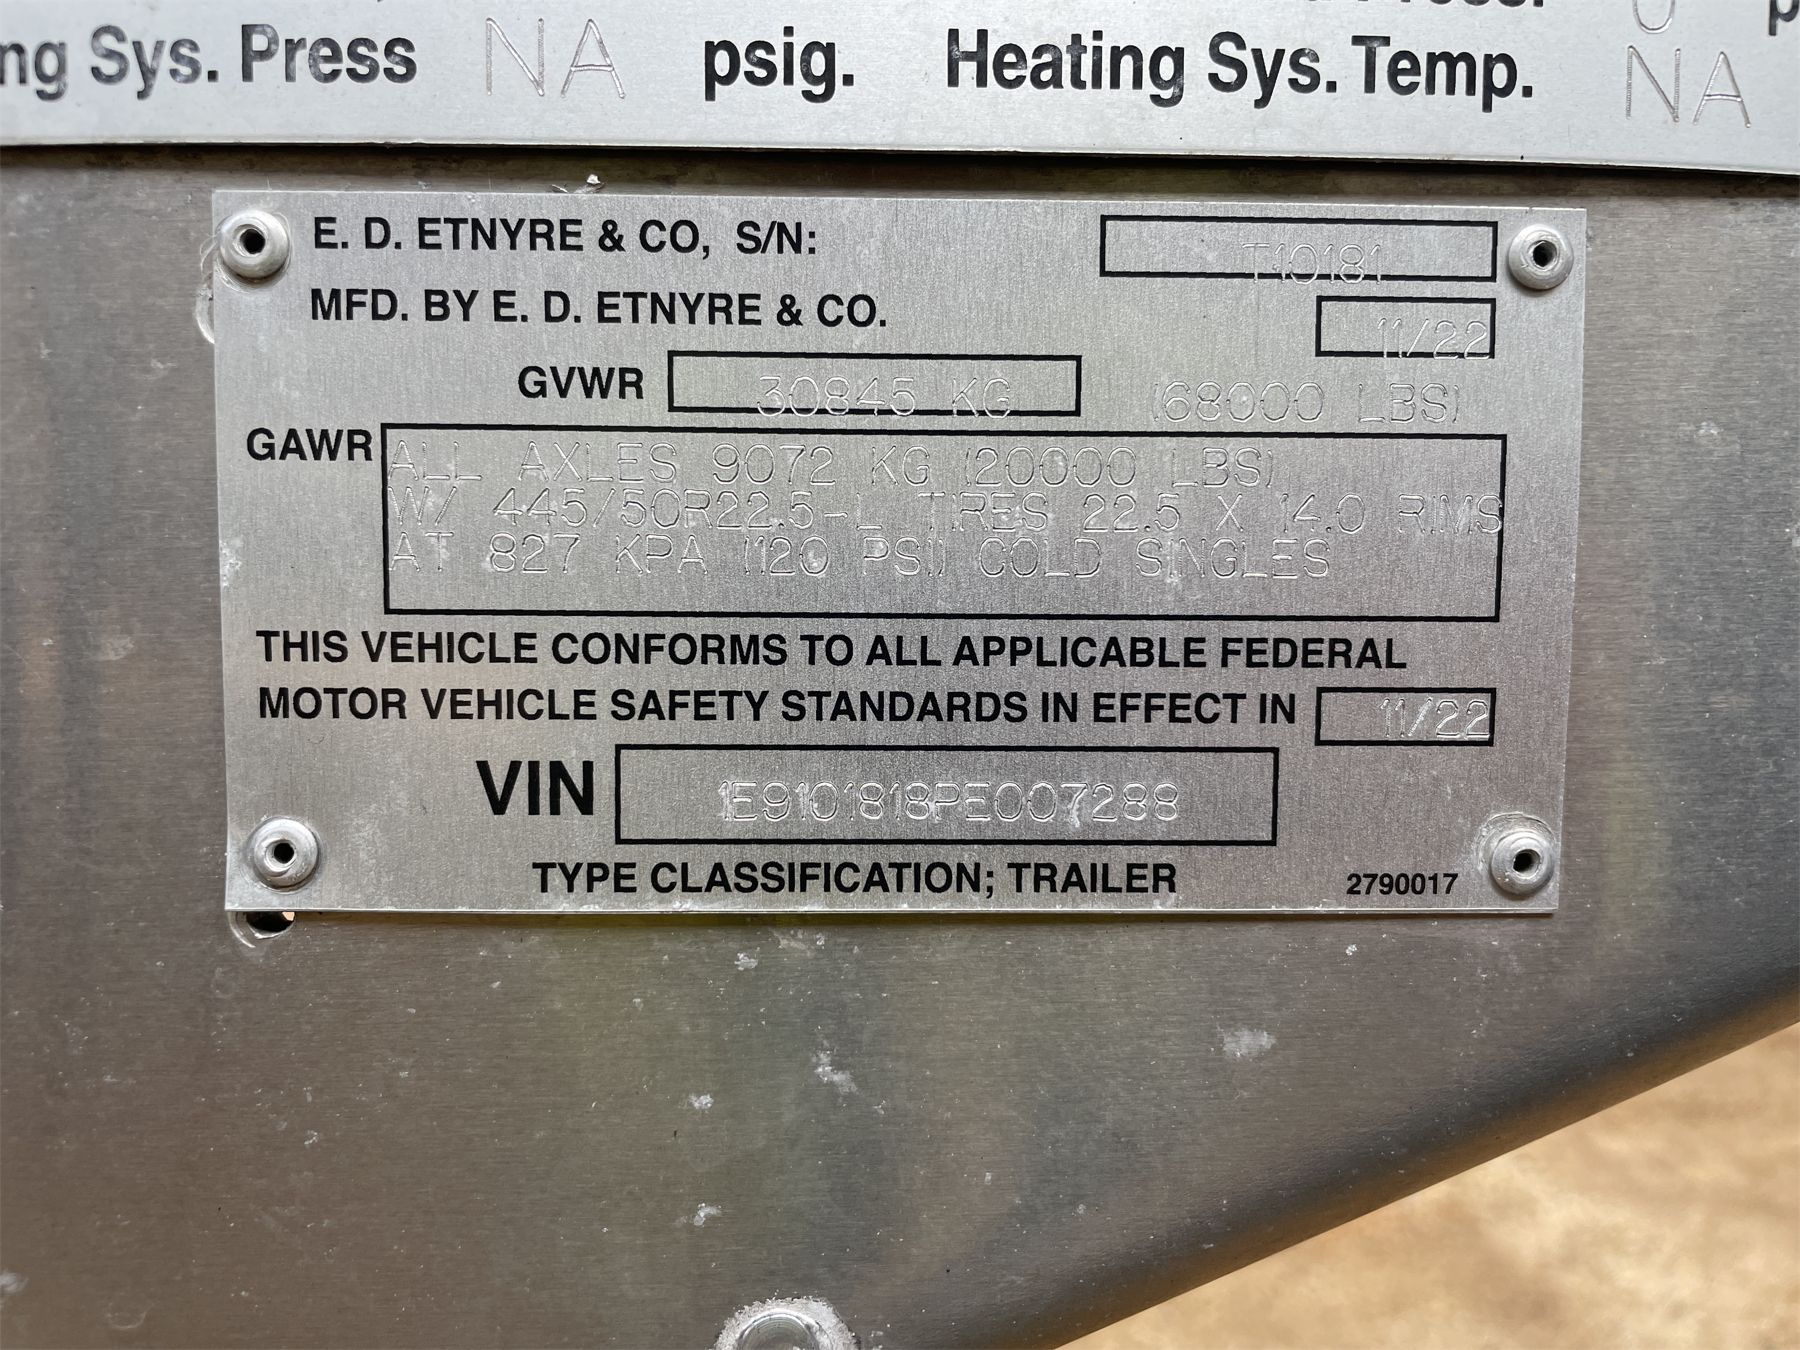 ng Sys. Press NA psig. Heating Sys. Temp. NA
E. D. ETNYRE & CO, S/N: T10181
MFD. BY E. D. ETNYRE & CO. 11/22
GVWR 30845 KG (68000 LBS)
GAWR ALL AXLES 9072 KG (20000 LBS)
W/ 445/50R22.5-L TIRES 22.5 X 14.0 RIMS
AT 827 KPA (120 PSI) COLD SINGLES
THIS VEHICLE CONFORMS TO ALL APPLICABLE FEDERAL
MOTOR VEHICLE SAFETY STANDARDS IN EFFECT IN 11/22
VIN 1E9101818PE007288
TYPE CLASSIFICATION; TRAILER 2790017